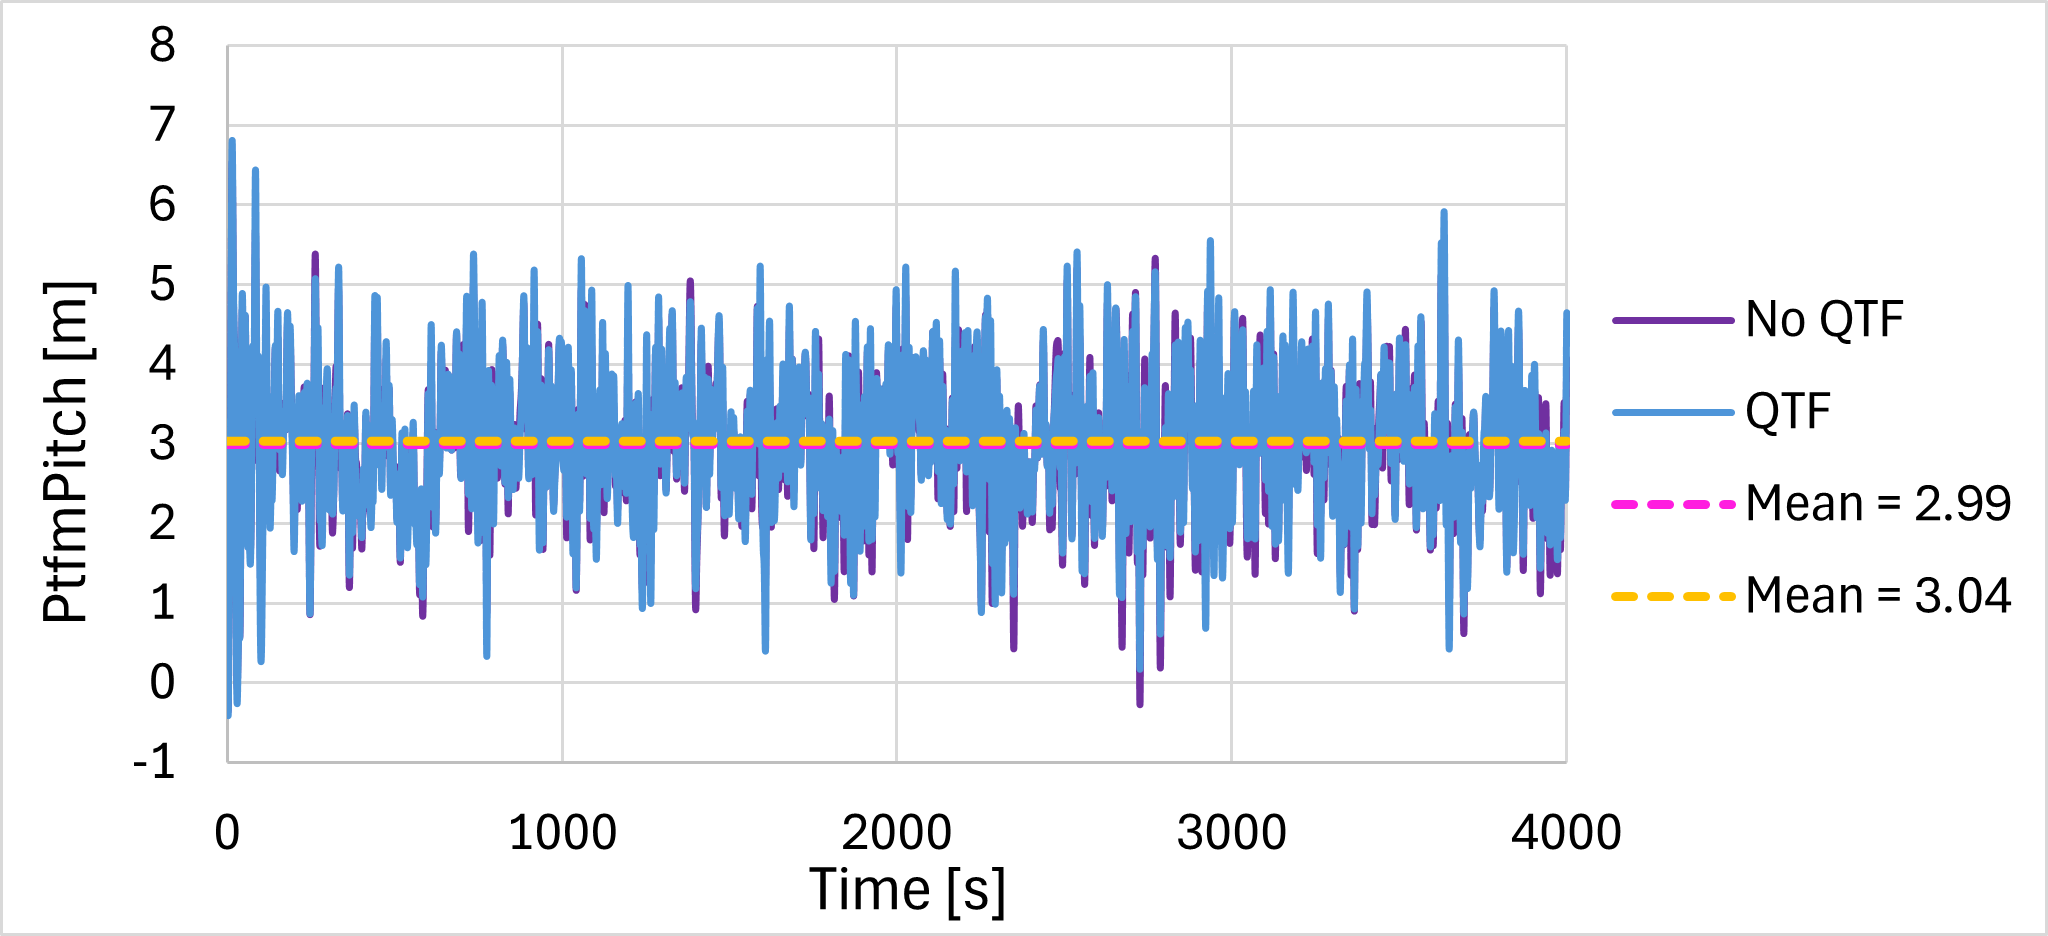 8
7
6
5
4
3
2
1
0
-1
PtfmPitch [m]
0 1000 2000 3000 4000
Time [s]
No QTF
QTF
Mean = 2.99
Mean = 3.04